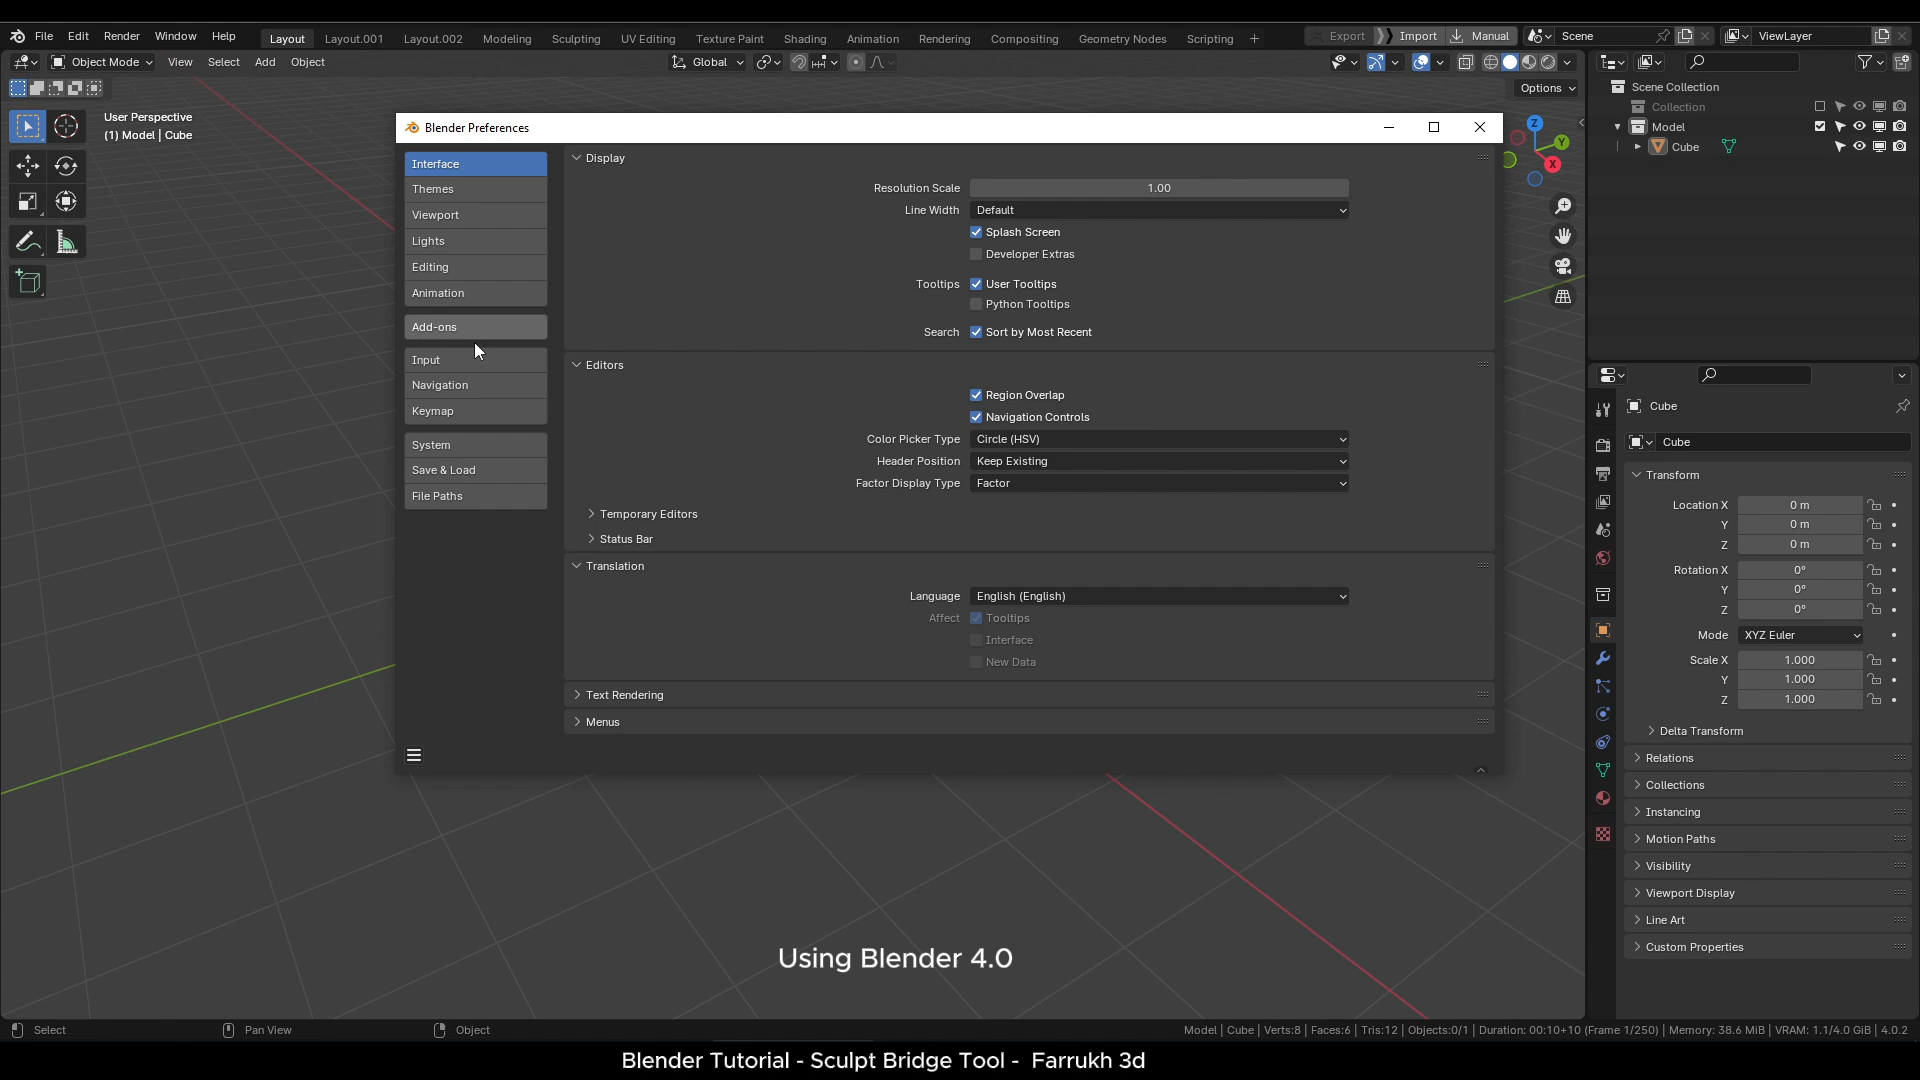 File Edit Render Window Help Layout Layout.001 Layout.002 Modeling Sculpting UV Editing Texture Paint Shading Animation Rendering Compositing Geometry Nodes Scripting + Export Import Manual Scene ViewLayer
Object Mode View Select Add Object Global
Options
User Perspective
(1) Model | Cube
Scene Collection
Collection
Model
Cube
Z
Y
X
Blender Preferences
Interface
Themes
Viewport
Lights
Editing
Animation
Add-ons
Input
Navigation
Keymap
System
Save & Load
File Paths
Display
Resolution Scale 1.00
Line Width Default
Splash Screen
Developer Extras
Tooltips User Tooltips
Python Tooltips
Search Sort by Most Recent
Editors
Region Overlap
Navigation Controls
Color Picker Type Circle (HSV)
Header Position Keep Existing
Factor Display Type Factor
Temporary Editors
Status Bar
Translation
Language English (English)
Affect Tooltips
Interface
New Data
Text Rendering
Menus
Cube
Cube
Transform
Location X 0 m
Y 0 m
Z 0 m
Rotation X 0°
Y 0°
Z 0°
Mode XYZ Euler
Scale X 1.000
Y 1.000
Z 1.000
Delta Transform
Relations
Collections
Instancing
Motion Paths
Visibility
Viewport Display
Line Art
Custom Properties
Using Blender 4.0
Select Pan View Object Model | Cube | Verts:8 | Faces:6 | Tris:12 | Objects:0/1 | Duration: 00:10+10 (Frame 1/250) | Memory: 38.6 MiB | VRAM: 1.1/4.0 GiB | 4.0.2
Blender Tutorial - Sculpt Bridge Tool - Farrukh 3d